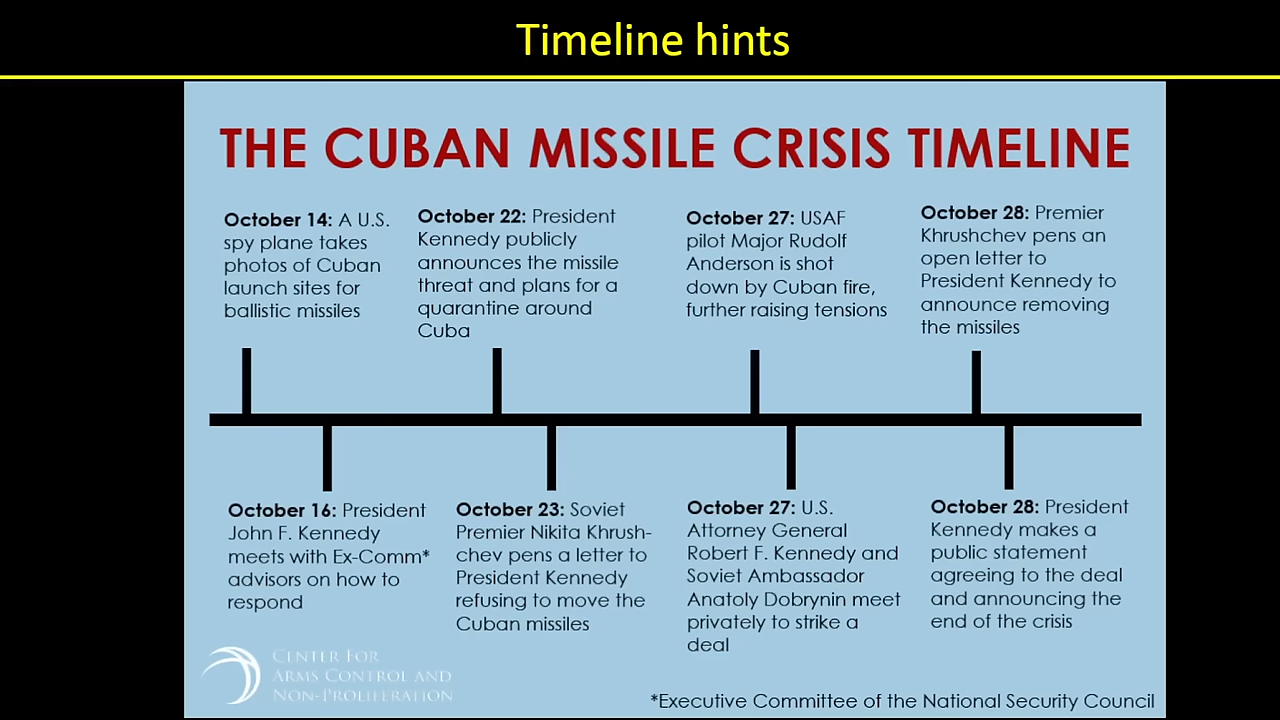 Timeline hints
THE CUBAN MISSILE CRISIS TIMELINE
October 14: A U.S.
spy plane takes
photos of Cuban
launch sites for
ballistic missiles
October 22: President
Kennedy publicly
announces the missile
threat and plans for a
quarantine around
Cuba
October 27: USAF
pilot Major Rudolf
Anderson is shot
down by Cuban fire,
further raising tensions
October 28: Premier
Khrushchev pens an
open letter to
President Kennedy to
announce removing
the missiles
October 16: President
John F. Kennedy
meets with Ex-Comm*
advisors on how to
respond
October 23: Soviet
Premier Nikita Khrush-
chev pens a letter to
President Kennedy
refusing to move the
Cuban missiles
October 27: U.S.
Attorney General
Robert F. Kennedy and
Soviet Ambassador
Anatoly Dobrynin meet
privately to strike a
deal
October 28: President
Kennedy makes a
public statement
agreeing to the deal
and announcing the
end of the crisis
CENTER FOR
ARMS CONTROL AND
NON-PROLIFERATION
*Executive Committee of the National Security Council